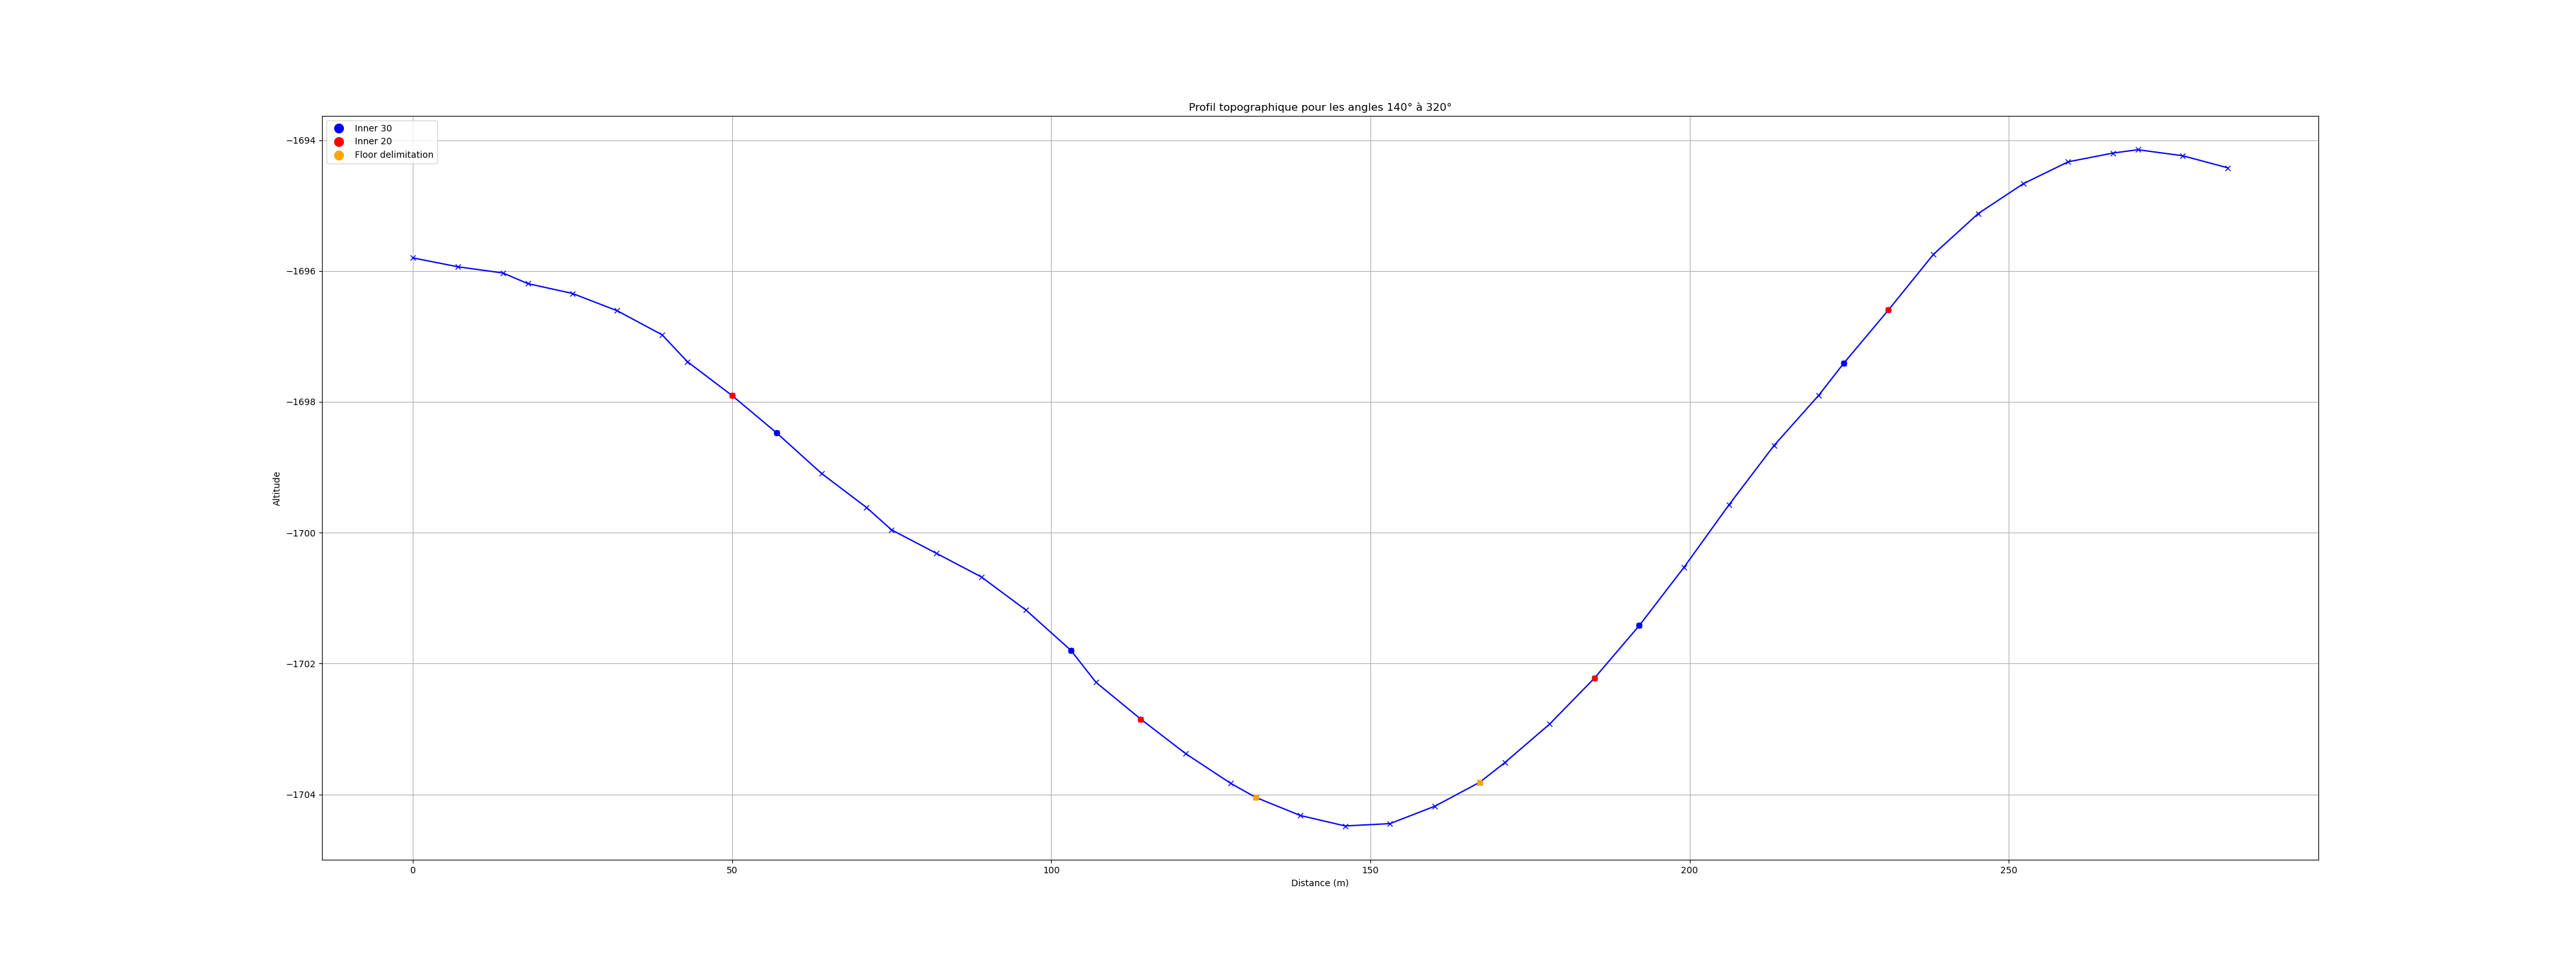 Profil topographique pour les angles 140° à 320°
Inner 30
Inner 20
Floor delimitation
−1694
−1696
−1698
−1700
−1702
−1704
Altitude
0 50 100 150 200 250
Distance (m)